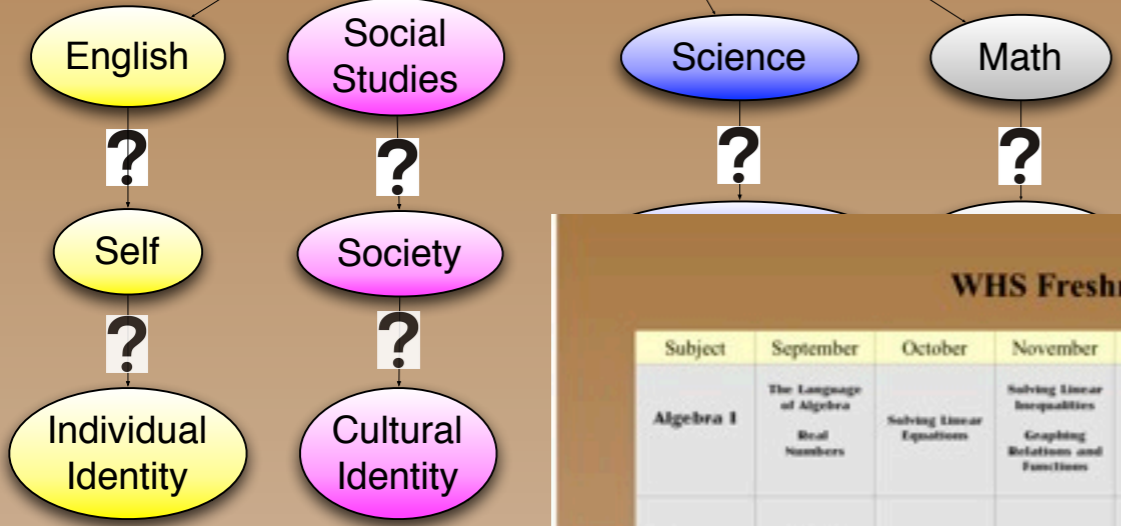 English
Social
Studies
Science
Math
?
?
?
?
Self
Society
?
?
Individual
Identity
Cultural
Identity
WHS Freshm
Subject
September
October
November
Algebra 1
The Language
of Algebra
Real
Numbers
Solving Linear
Equations
Solving Linear
Inequalities
Graphing
Relations and
Functions